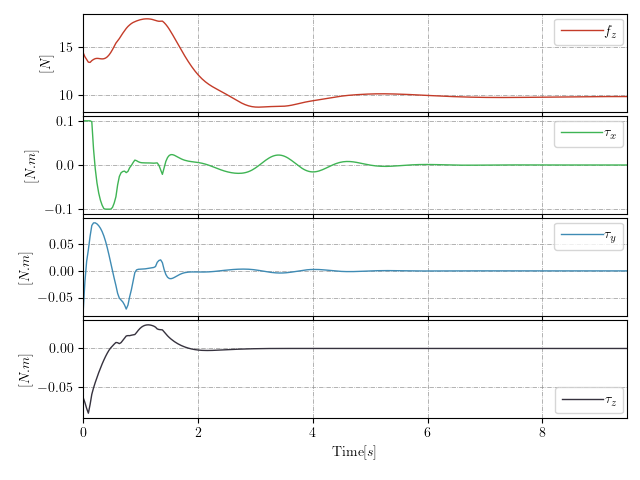 [N]
15
10
f_z
[N.m]
0.1
0.0
−0.1
τ_x
[N.m]
0.05
0.00
−0.05
τ_y
[N.m]
0.00
−0.05
τ_z
0 2 4 6 8
Time[s]